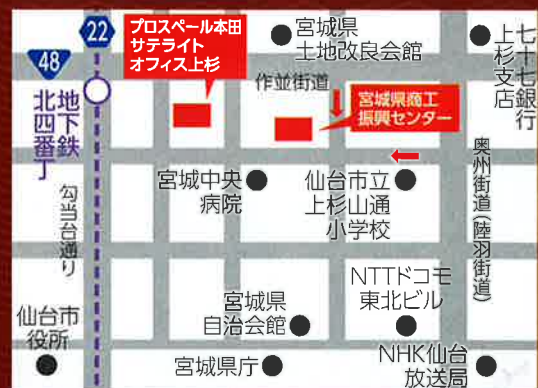 22
48
プロスペール本田
サテライト
オフィス上杉
宮城県
土地改良会館
七十七銀行
上杉支店
作並街道
宮城県商工
振興センター
地下鉄
北四番丁
勾当台通り
宮城中央
病院
仙台市立
上杉山通
小学校
奥州街道(陸羽街道)
仙台市
役所
宮城県
自治会館
NTTドコモ
東北ビル
宮城県庁
NHK仙台
放送局